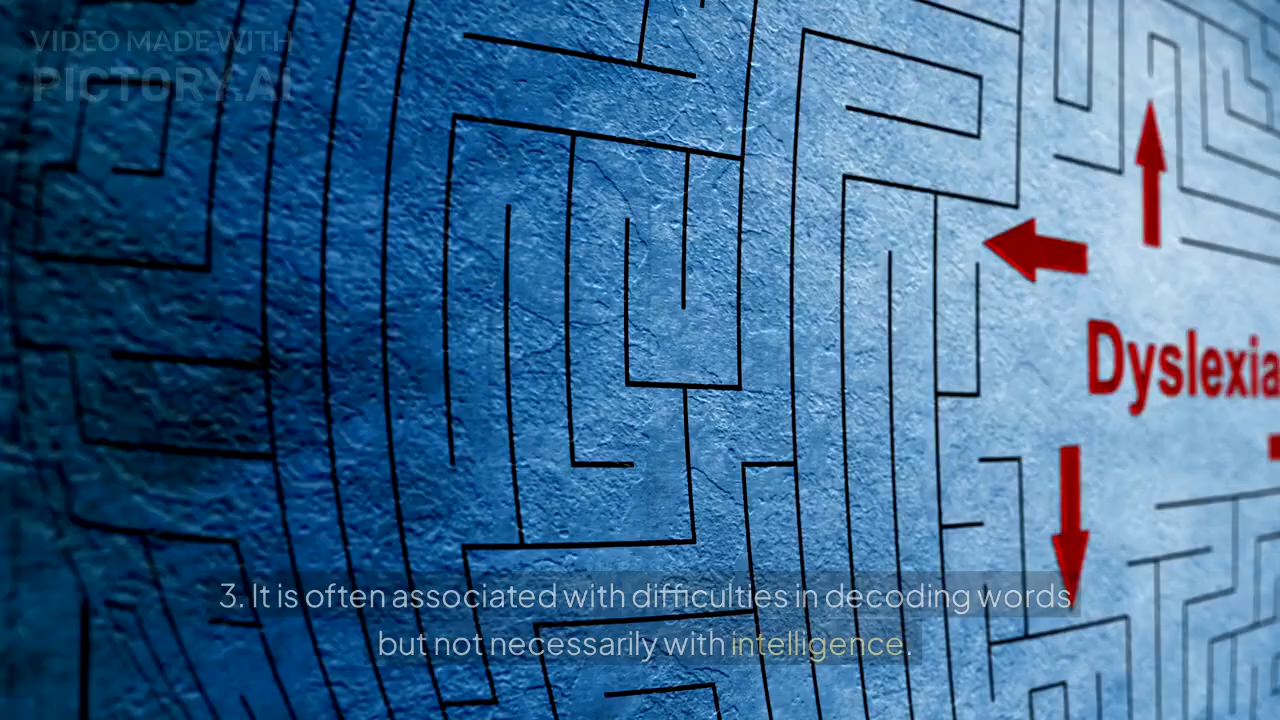 VIDEO MADE WITH
PICTORY.AI
Dyslexia
3. It is often associated with difficulties in decoding words
but not necessarily with intelligence.